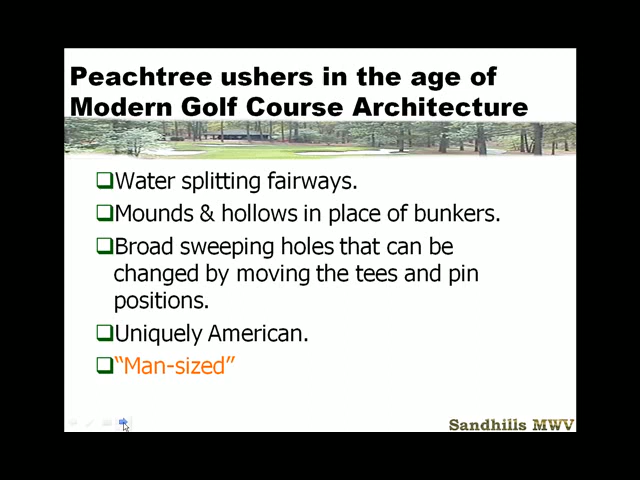 Peachtree ushers in the age of
Modern Golf Course Architecture
Water splitting fairways.
Mounds & hollows in place of bunkers.
Broad sweeping holes that can be
changed by moving the tees and pin
positions.
Uniquely American.
“Man-sized”
Sandhills MWV